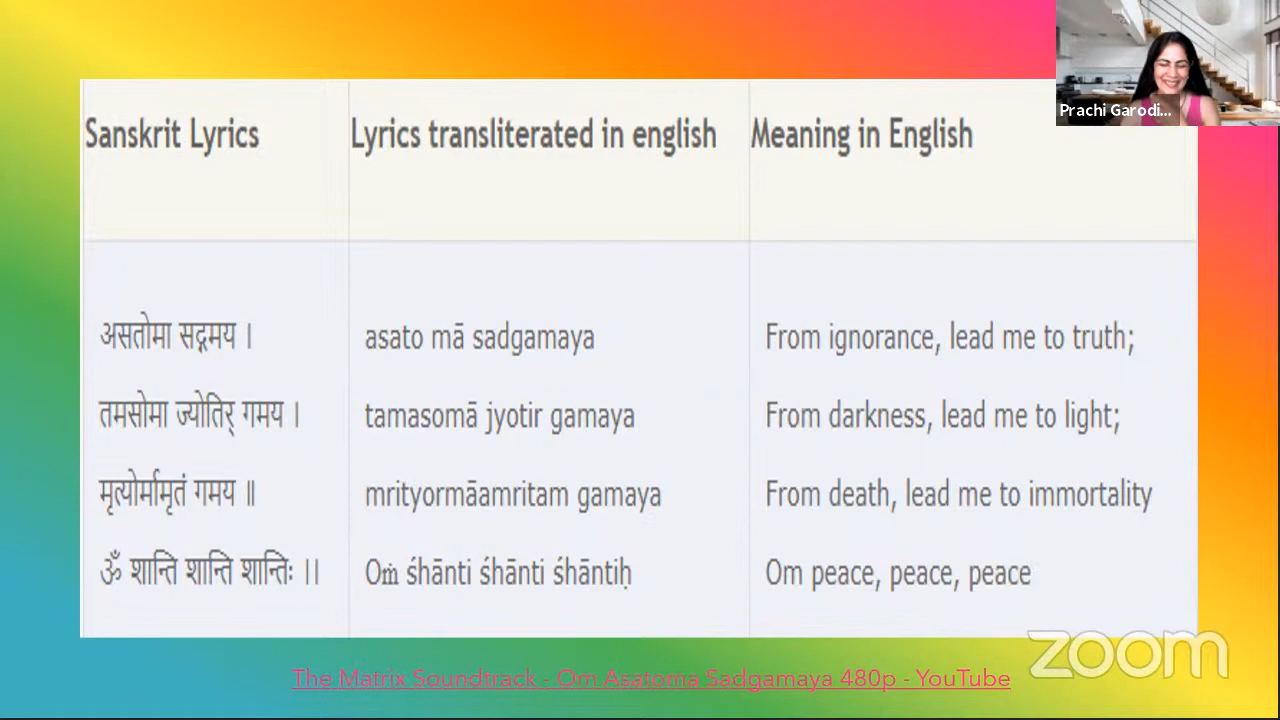 Prachi Garodi...
Sanskrit Lyrics Lyrics transliterated in english Meaning in English
असतोमा सद्गमय । asato mā sadgamaya From ignorance, lead me to truth;
तमसोमा ज्योतिर् गमय । tamasomā jyotir gamaya From darkness, lead me to light;
मृत्योर्मामृतं गमय ॥ mrityormāamritam gamaya From death, lead me to immortality
ॐ शान्ति शान्ति शान्तिः ।। Oṁ śhānti śhānti śhāntiḥ Om peace, peace, peace
zoom
The Matrix Soundtrack - Om Asatoma Sadgamaya 480p - YouTube